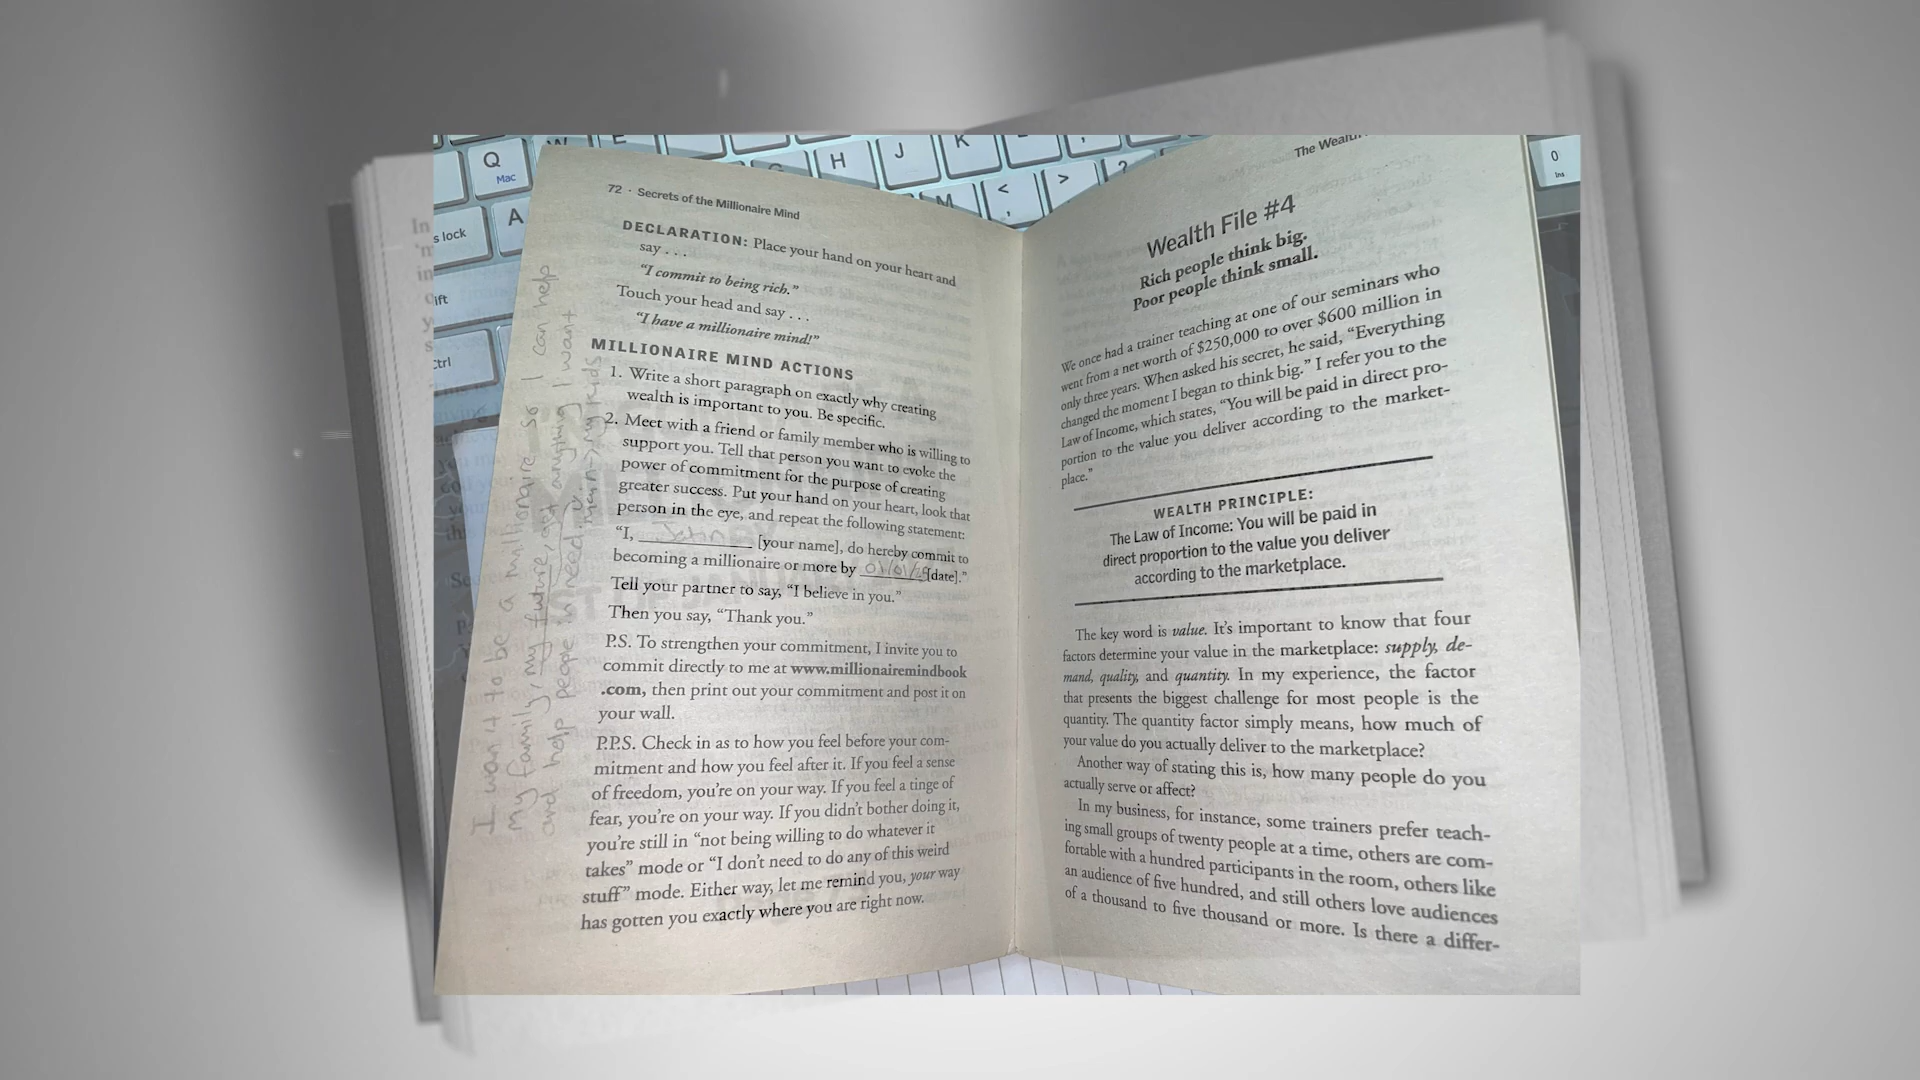 Q
Mac
W
E
H
J
K
A
M
<
,
>
?
0
Ins
s lock
ift
ctrl
72 · Secrets of the Millionaire Mind
DECLARATION: Place your hand on your heart and
say . . .
“I commit to being rich.”
Touch your head and say . . .
“I have a millionaire mind!”
MILLIONAIRE MIND ACTIONS
1. Write a short paragraph on exactly why creating
wealth is important to you. Be specific.
2. Meet with a friend or family member who is willing to
support you. Tell that person you want to evoke the
power of commitment for the purpose of creating
greater success. Put your hand on your heart, look that
person in the eye, and repeat the following statement:
“I, [your name], do hereby commit to
becoming a millionaire or more by [date].”
Tell your partner to say, “I believe in you.”
Then you say, “Thank you.”
P.S. To strengthen your commitment, I invite you to
commit directly to me at www.millionairemindbook
.com, then print out your commitment and post it on
your wall.
P.P.S. Check in as to how you feel before your com-
mitment and how you feel after it. If you feel a sense
of freedom, you’re on your way. If you feel a tinge of
fear, you’re on your way. If you didn’t bother doing it,
you’re still in “not being willing to do whatever it
takes” mode or “I don’t need to do any of this weird
stuff” mode. Either way, let me remind you, your way
has gotten you exactly where you are right now.
I want to be a millionaire so I can help
my family, my future, get anything I want
and help people in need.
main -> my kids
The Wealth
Wealth File #4
Rich people think big.
Poor people think small.
We once had a trainer teaching at one of our seminars who
went from a net worth of $250,000 to over $600 million in
only three years. When asked his secret, he said, “Everything
changed the moment I began to think big.” I refer you to the
Law of Income, which states, “You will be paid in direct pro-
portion to the value you deliver according to the market-
place.”
WEALTH PRINCIPLE:
The Law of Income: You will be paid in
direct proportion to the value you deliver
according to the marketplace.
The key word is value. It’s important to know that four
factors determine your value in the marketplace: supply, de-
mand, quality, and quantity. In my experience, the factor
that presents the biggest challenge for most people is the
quantity. The quantity factor simply means, how much of
your value do you actually deliver to the marketplace?
Another way of stating this is, how many people do you
actually serve or affect?
In my business, for instance, some trainers prefer teach-
ing small groups of twenty people at a time, others are com-
fortable with a hundred participants in the room, others like
an audience of five hundred, and still others love audiences
of a thousand to five thousand or more. Is there a differ-